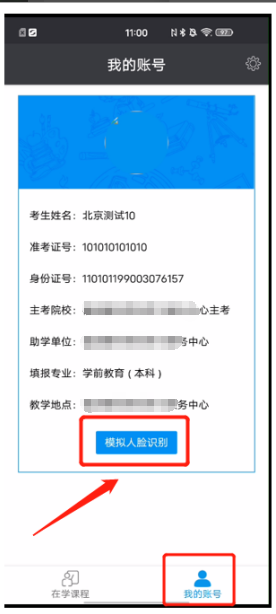 11:00
我的账号
考生姓名：北京测试10
准考证号：101010101010
身份证号：110101199003076157
主考院校：心主考
助学单位：务中心
填报专业：学前教育（本科）
教学地点：务中心
模拟人脸识别
在学课程
我的账号